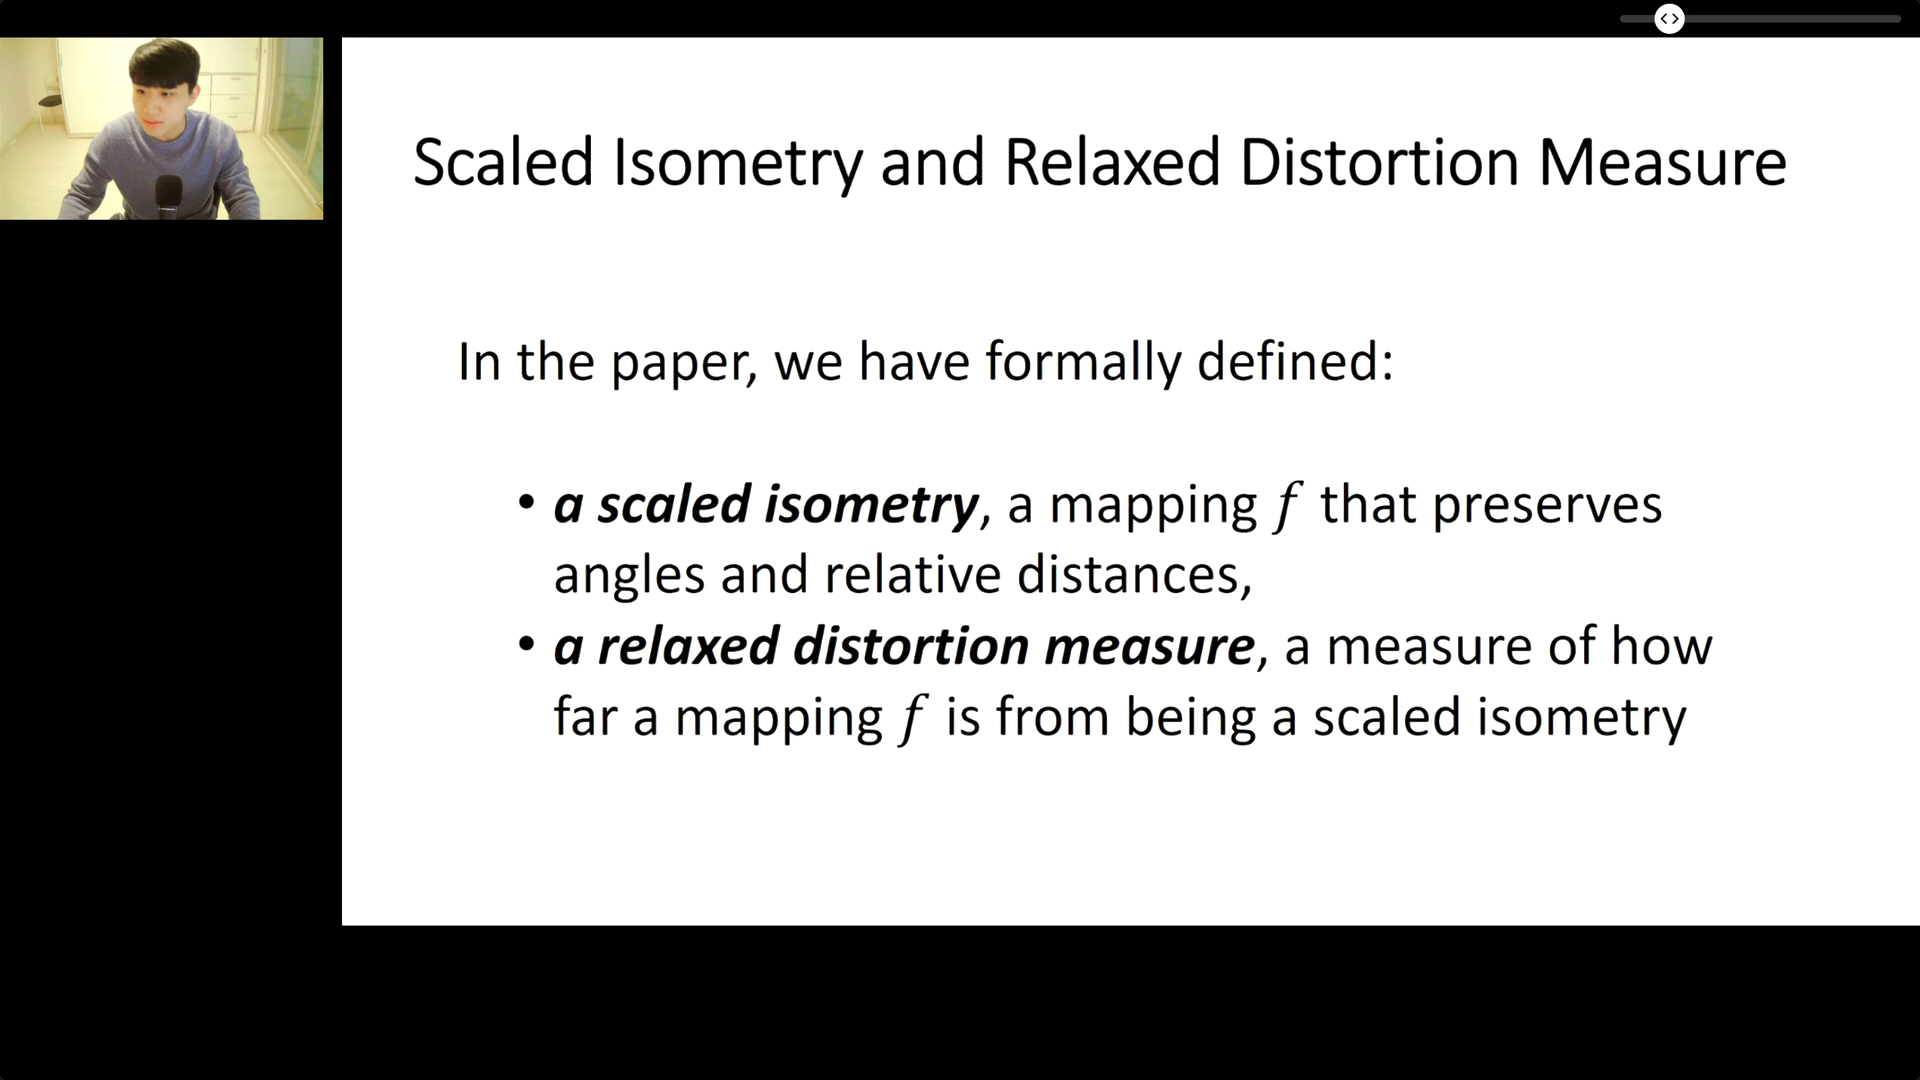 Scaled Isometry and Relaxed Distortion Measure
In the paper, we have formally defined:
• a scaled isometry, a mapping f that preserves
angles and relative distances,
• a relaxed distortion measure, a measure of how
far a mapping f is from being a scaled isometry